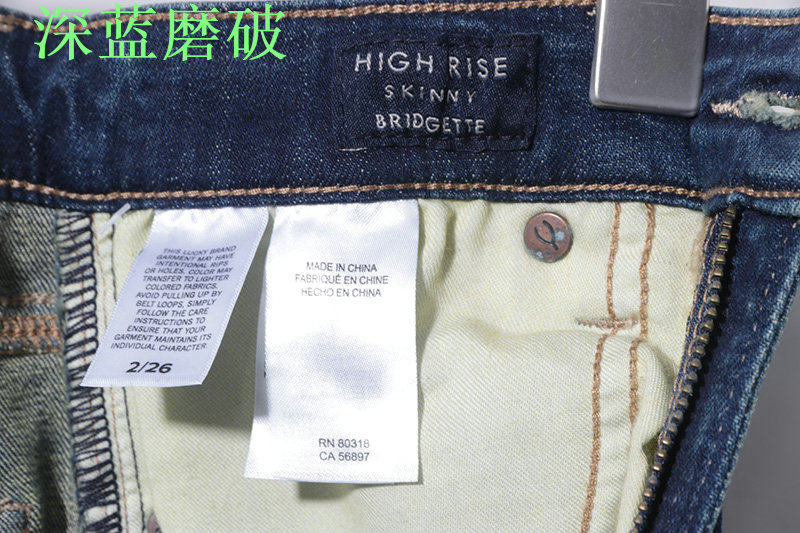 深蓝磨破
HIGH RISE
SKINNY
BRIDGETTE
THIS LUCKY BRAND
GARMENT MAY HAVE
INTENTIONAL RIPS
OR HOLES. COLOR MAY
TRANSFER TO LIGHTER
COLORED FABRICS.
AVOID PULLING UP BY
BELT LOOPS, SIMPLY
FOLLOW THE CARE
INSTRUCTIONS TO
ENSURE THAT YOUR
GARMENT MAINTAINS ITS
INDIVIDUAL CHARACTER.
2/26
MADE IN CHINA
FABRIQUÉ EN CHINE
HECHO EN CHINA
RN 80318
CA 56897